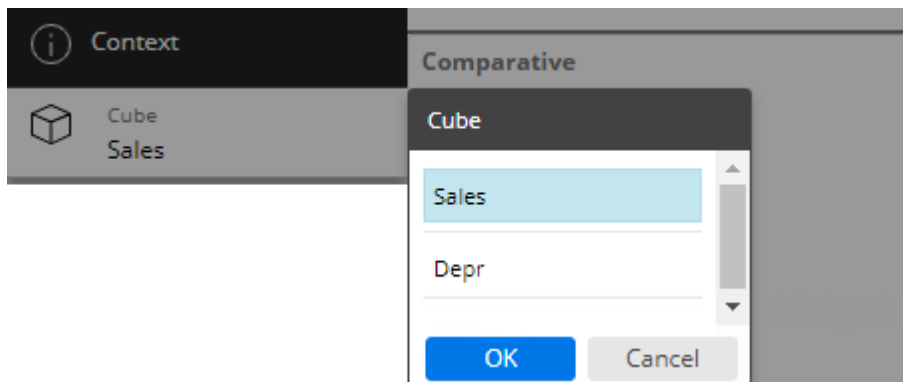 Context
Comparative
Cube
Sales
Cube
Sales
Depr
OK
Cancel